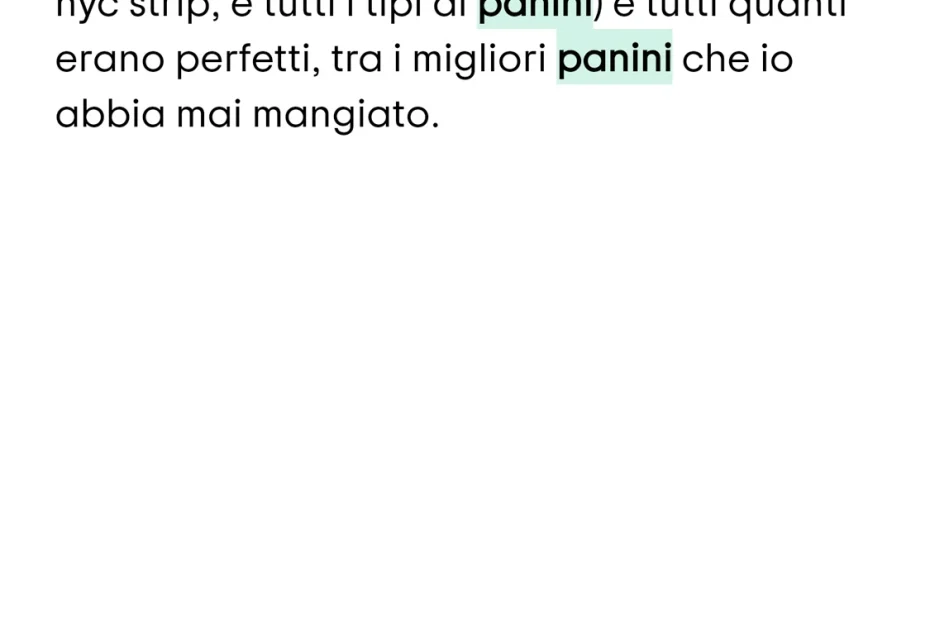 nyc strip, e tutti i tipi di panini) e tutti quanti
erano perfetti, tra i migliori panini che io
abbia mai mangiato.